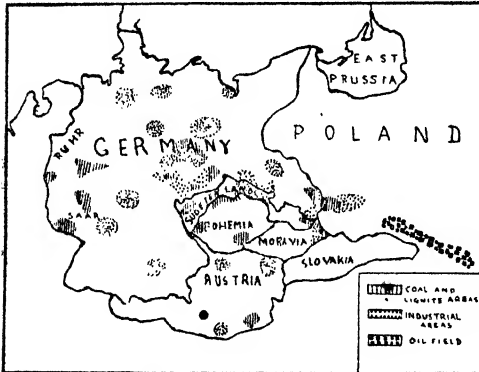 EAST
PRUSSIA
POLAND
GERMANY
RUHR
SAAR
BOHEMIA
MORAVIA
SLOVAKIA
AUSTRIA
COAL AND
LIGNITE AREAS
INDUSTRIAL
AREAS
OIL FIELD